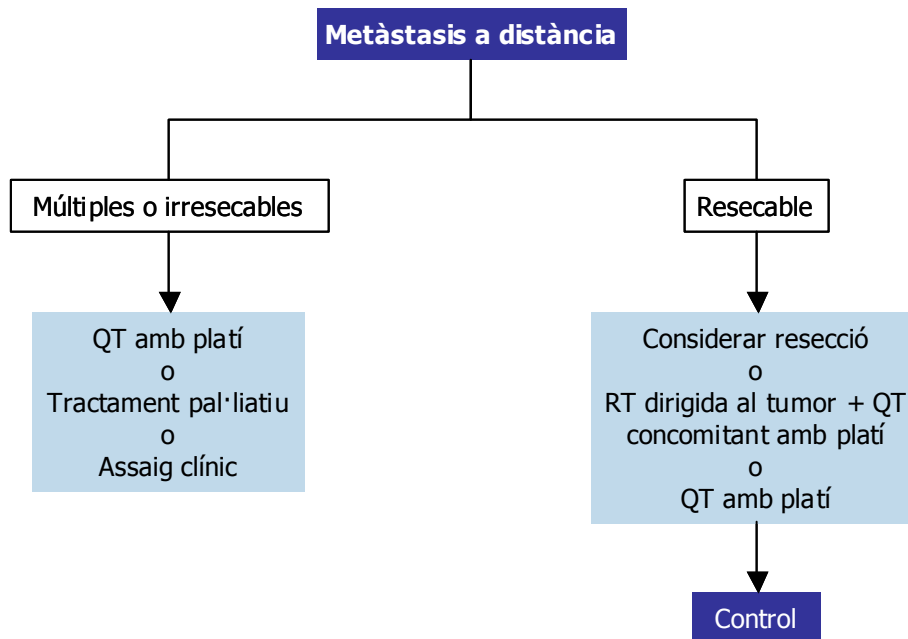 Metàstasis a distància
Múltiples o irresecables
Resecable
QT amb platí
o
Tractament pal·liatiu
o
Assaig clínic
Considerar resecció
o
RT dirigida al tumor + QT
concomitant amb platí
o
QT amb platí
Control